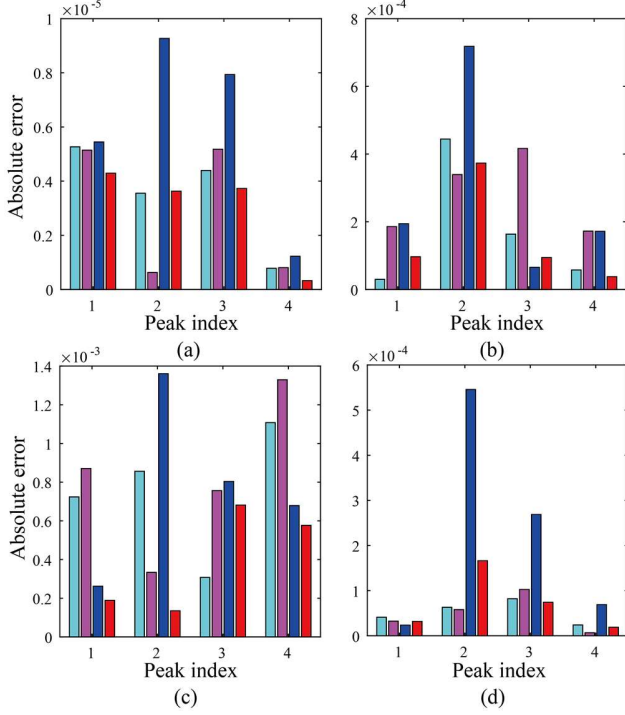 ×10⁻⁵
1
0.8
0.6
0.4
0.2
0
Absolute error
1 2 3 4
Peak index
(a)
×10⁻⁴
8
6
4
2
0
1 2 3 4
Peak index
(b)
×10⁻³
1.4
1.2
1
0.8
0.6
0.4
0.2
0
Absolute error
1 2 3 4
Peak index
(c)
×10⁻⁴
6
5
4
3
2
1
0
1 2 3 4
Peak index
(d)